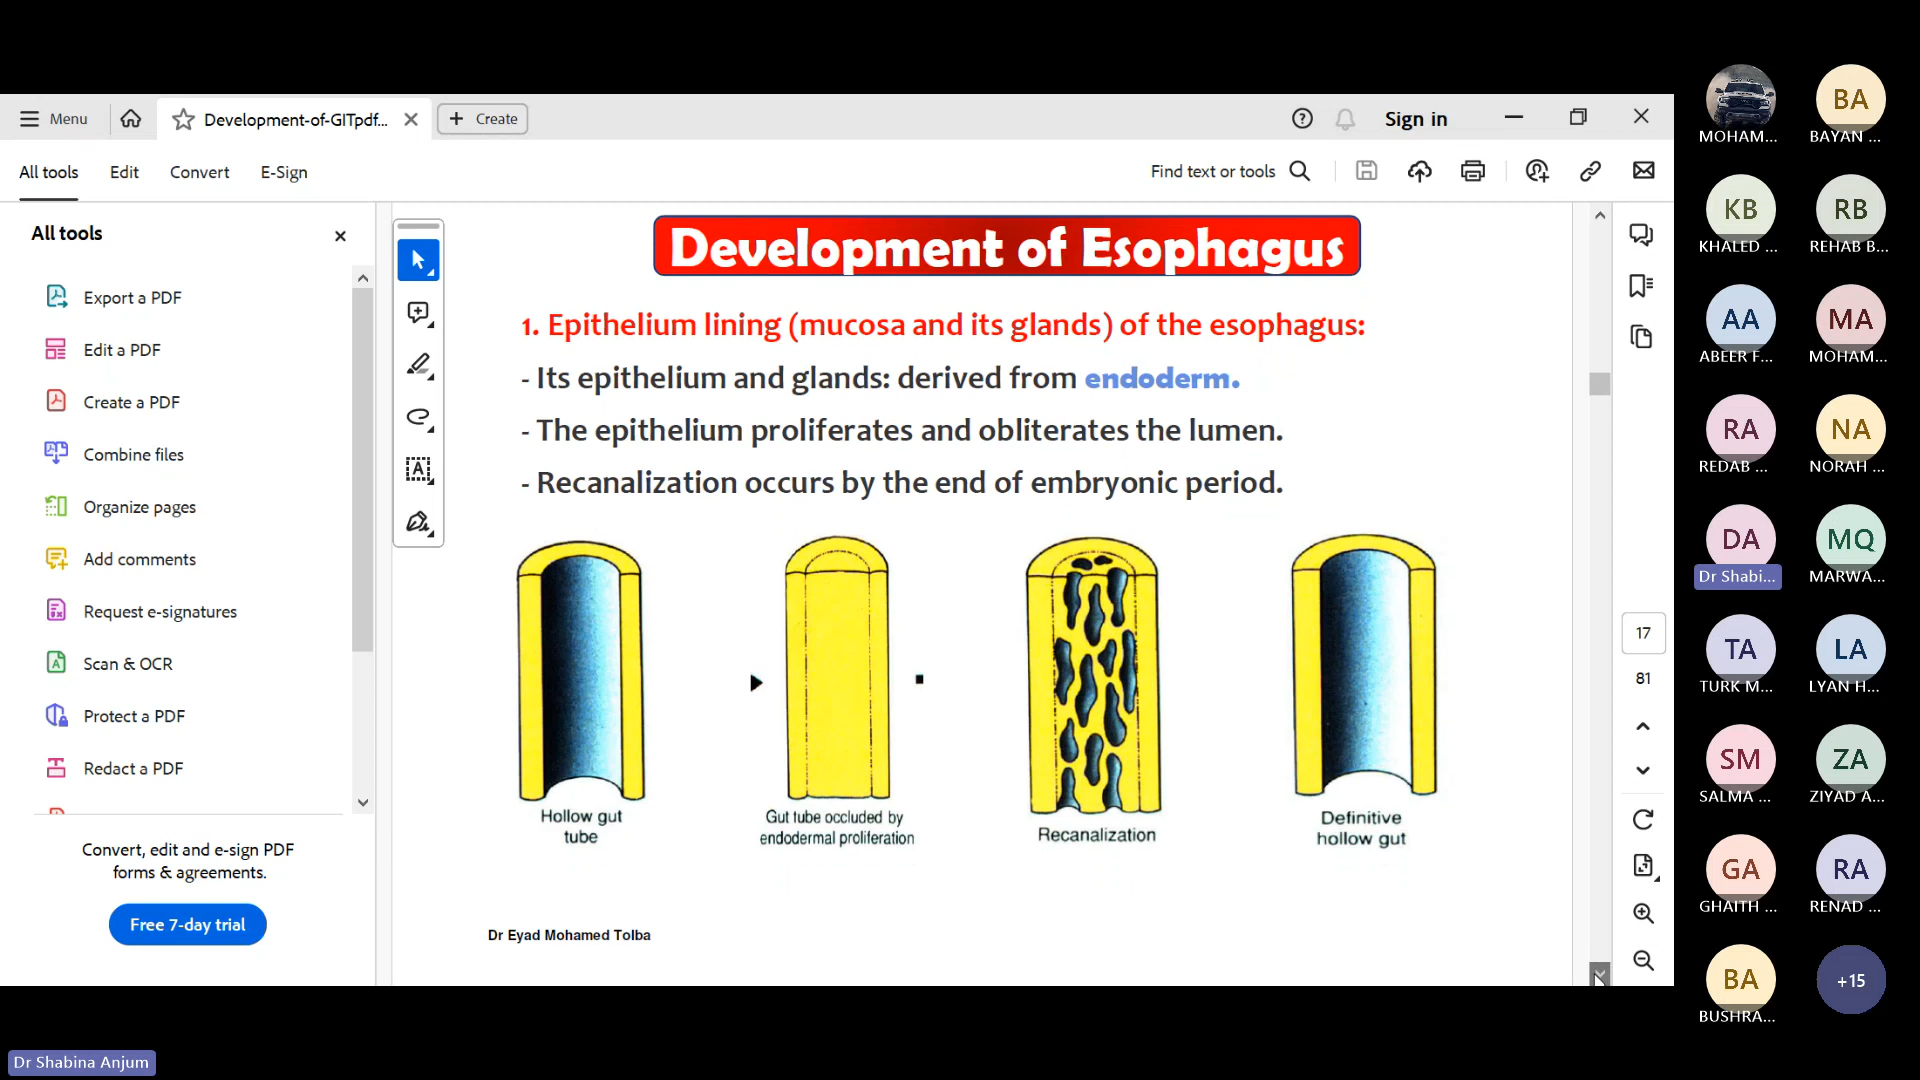 Menu
Development-of-GITpdf...
Create
Sign in
All tools
Edit
Convert
E-Sign
Find text or tools
All tools
Export a PDF
Edit a PDF
Create a PDF
Combine files
Organize pages
Add comments
Request e-signatures
Scan & OCR
Protect a PDF
Redact a PDF
Convert, edit and e-sign PDF
forms & agreements.
Free 7-day trial
Development of Esophagus
1. Epithelium lining (mucosa and its glands) of the esophagus:
- Its epithelium and glands: derived from endoderm.
- The epithelium proliferates and obliterates the lumen.
- Recanalization occurs by the end of embryonic period.
Hollow gut
tube
Gut tube occluded by
endodermal proliferation
Recanalization
Definitive
hollow gut
Dr Eyad Mohamed Tolba
17
81
MOHAM...
BA
BAYAN ...
KB
KHALED ...
RB
REHAB B...
AA
ABEER F...
MA
MOHAM...
RA
REDAB ...
NA
NORAH ...
DA
Dr Shabi...
MQ
MARWA...
TA
TURK M...
LA
LYAN H...
SM
SALMA ...
ZA
ZIYAD A...
GA
GHAITH ...
RA
RENAD ...
BA
BUSHRA...
+15
Dr Shabina Anjum